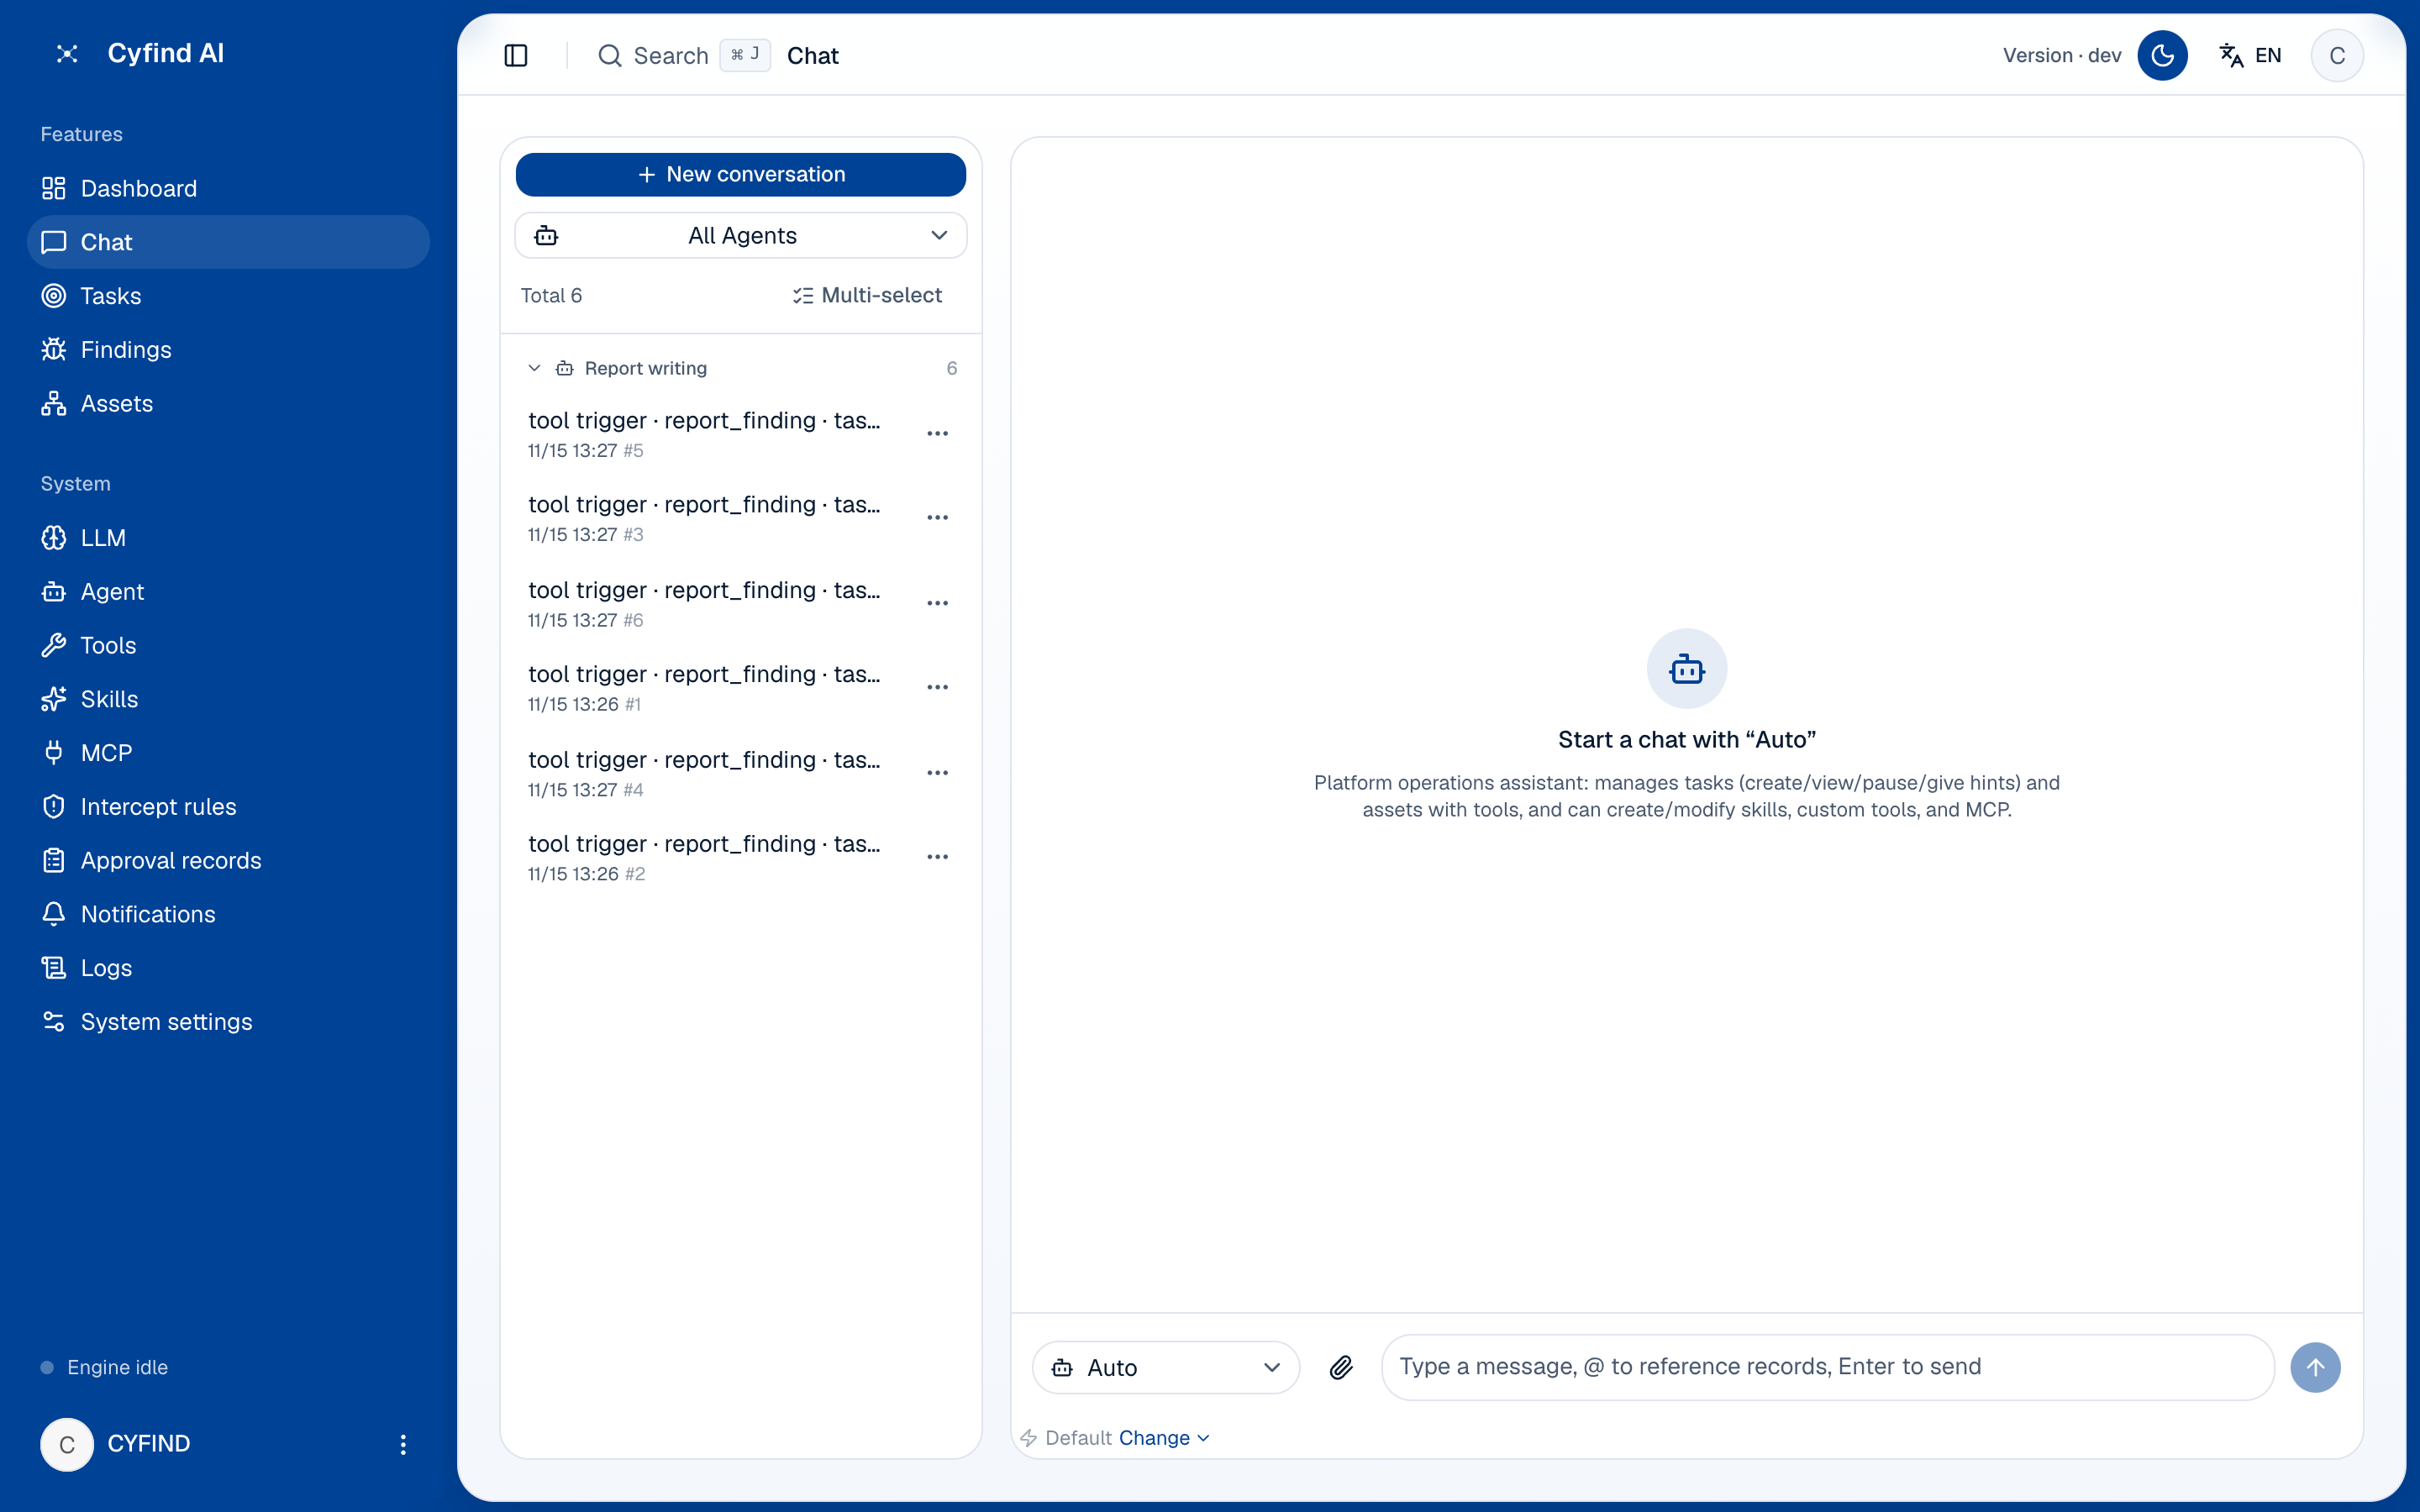 Cyfind AI
Features
Dashboard
Chat
Tasks
Findings
Assets
System
LLM
Agent
Tools
Skills
MCP
Intercept rules
Approval records
Notifications
Logs
System settings
Engine idle
C CYFIND
Search ⌘ J Chat
Version · dev EN C
New conversation
All Agents
Total 6 Multi-select
Report writing 6
tool trigger · report_finding · tas...
11/15 13:27 #5
tool trigger · report_finding · tas...
11/15 13:27 #3
tool trigger · report_finding · tas...
11/15 13:27 #6
tool trigger · report_finding · tas...
11/15 13:26 #1
tool trigger · report_finding · tas...
11/15 13:27 #4
tool trigger · report_finding · tas...
11/15 13:26 #2
Start a chat with “Auto”
Platform operations assistant: manages tasks (create/view/pause/give hints) and
assets with tools, and can create/modify skills, custom tools, and MCP.
Auto
Type a message, @ to reference records, Enter to send
Default Change